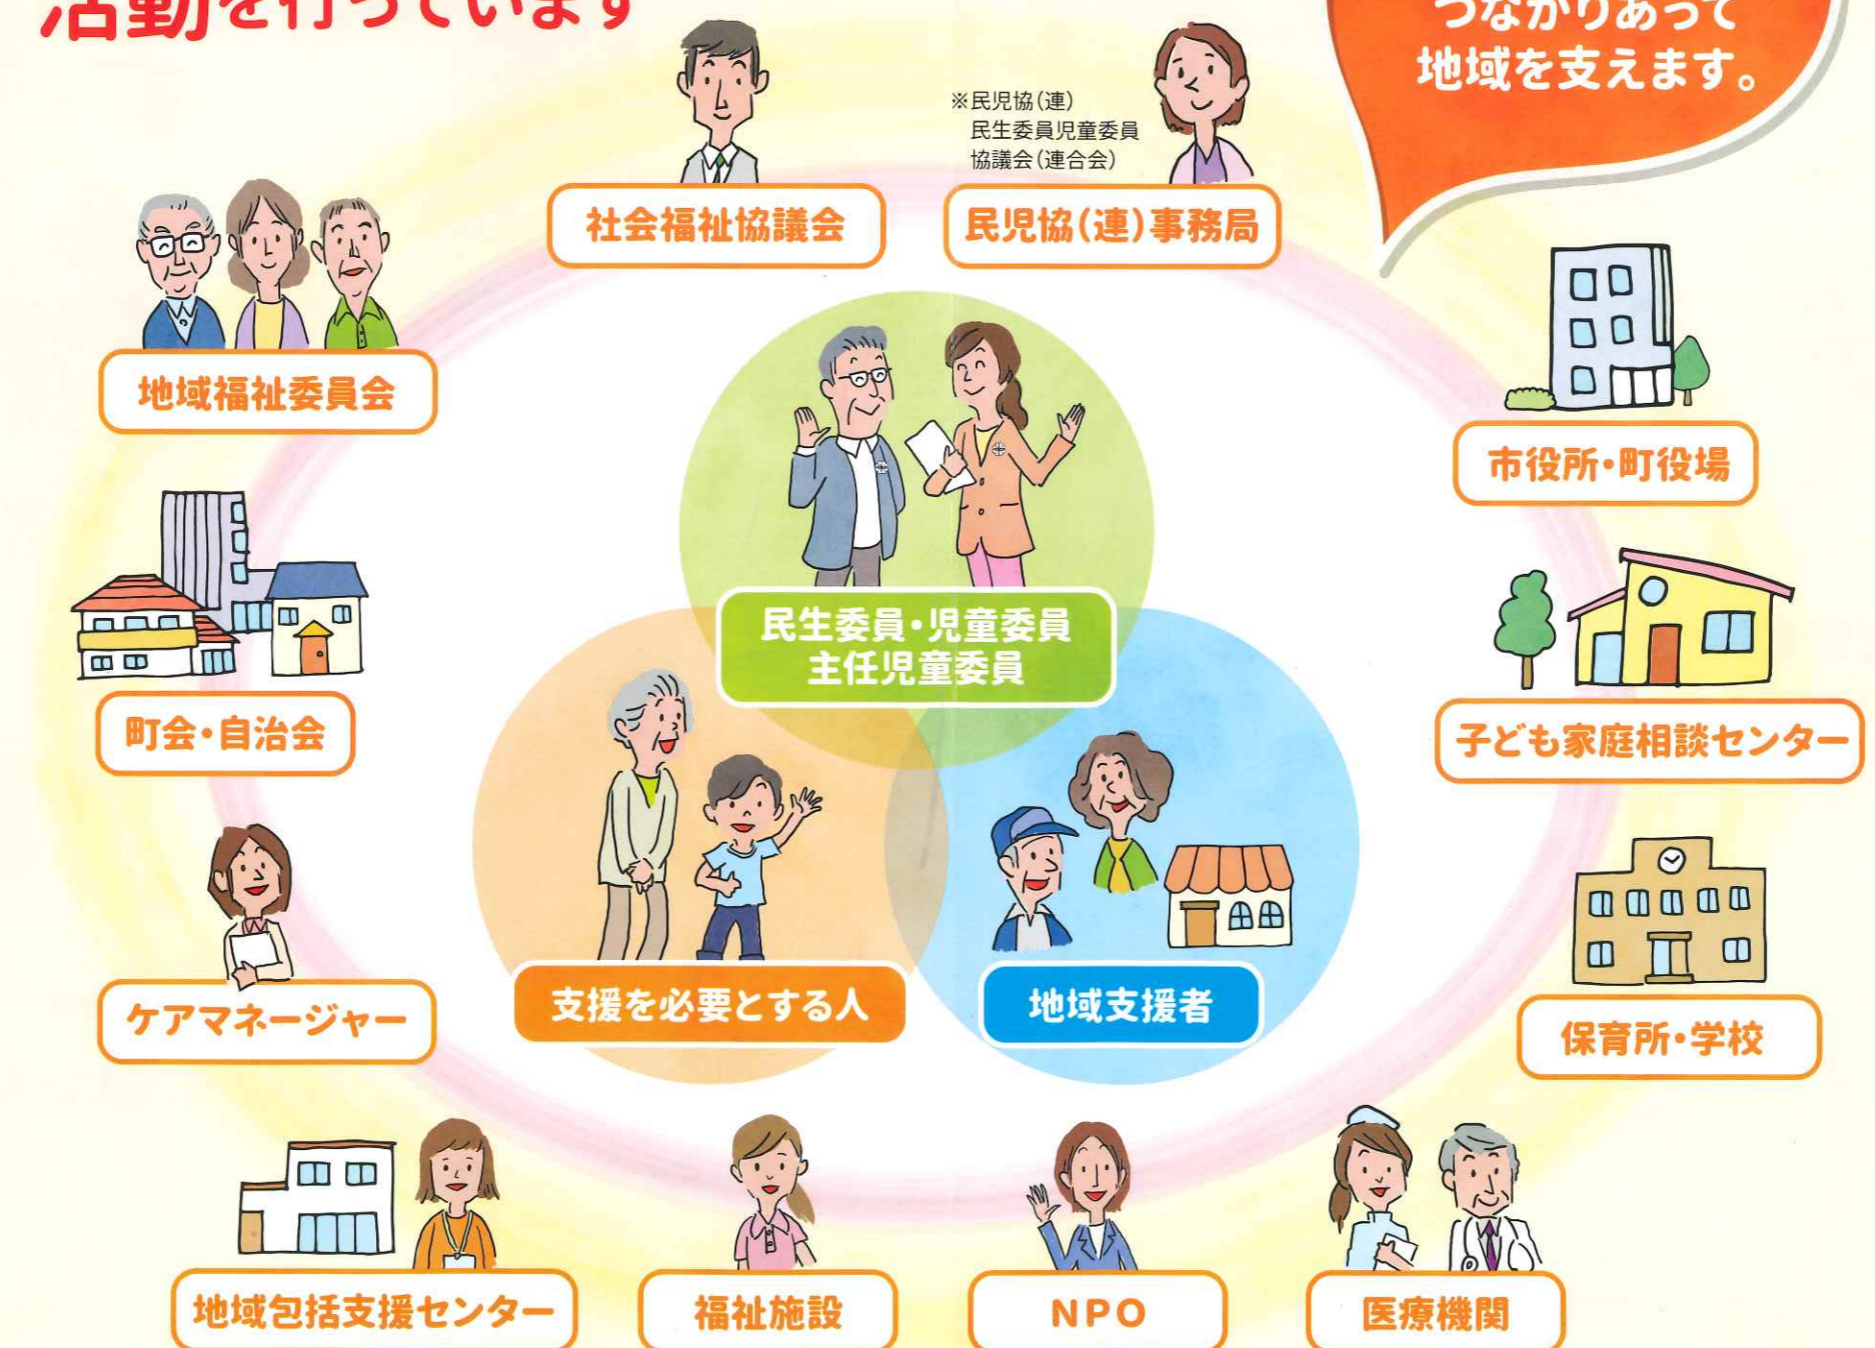 活動を行っています
つながりあって
地域を支えます。
※民児協(連)
民生委員児童委員
協議会(連合会)
社会福祉協議会
民児協(連)事務局
地域福祉委員会
市役所・町役場
民生委員・児童委員
主任児童委員
町会・自治会
子ども家庭相談センター
ケアマネージャー
支援を必要とする人
地域支援者
保育所・学校
地域包括支援センター
福祉施設
NPO
医療機関